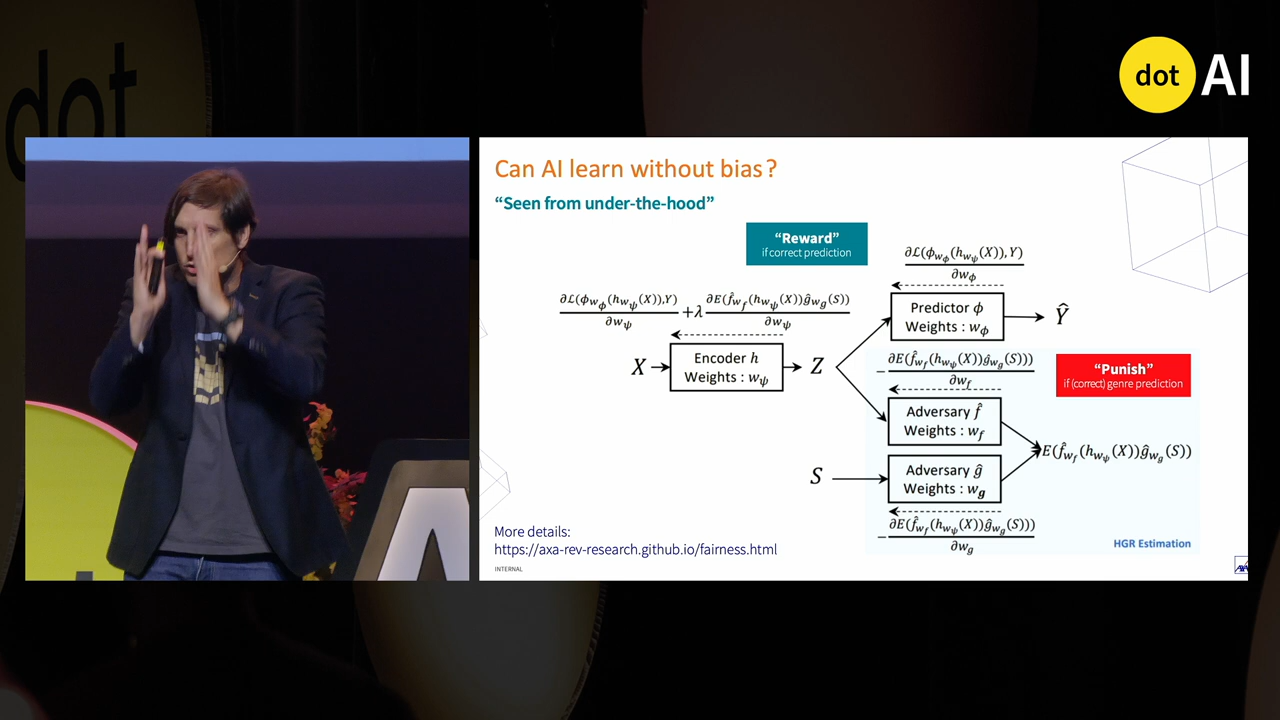 dot
dot AI
Can AI learn without bias?
“Seen from under-the-hood”
“Reward”
if correct prediction
∂ℒ(ϕ_{w_ϕ}(h_{w_ψ}(X)),Y)/∂w_ϕ
∂ℒ(ϕ_{w_ϕ}(h_{w_ψ}(X)),Y)/∂w_ψ +λ ∂E(f̂_{w_f}(h_{w_ψ}(X))ĝ_{w_g}(S))/∂w_ψ
Predictor ϕ
Weights : w_ϕ
Ŷ
X
Encoder h
Weights : w_ψ
Z
−∂E(f̂_{w_f}(h_{w_ψ}(X))ĝ_{w_g}(S)))/∂w_f
“Punish”
if (correct) genre prediction
Adversary f̂
Weights : w_f
E(f̂_{w_f}(h_{w_ψ}(X))ĝ_{w_g}(S))
S
Adversary ĝ
Weights : w_g
−∂E(f̂_{w_f}(h_{w_ψ}(X))ĝ_{w_g}(S)))/∂w_g
HGR Estimation
More details:
https://axa-rev-research.github.io/fairness.html
INTERNAL